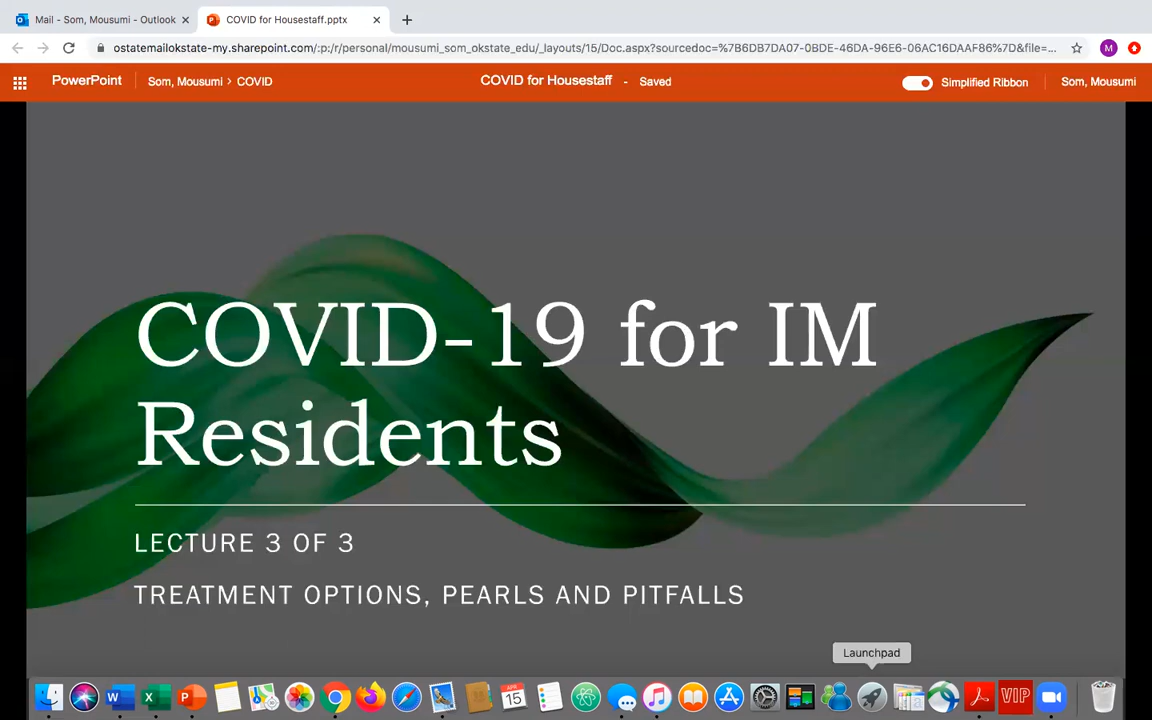 Mail - Som, Mousumi - Outlook
COVID for Housestaff.pptx
ostatemailokstate-my.sharepoint.com/:p:/r/personal/mousumi_som_okstate_edu/_layouts/15/Doc.aspx?sourcedoc=%7B6DB7DA07-0BDE-46DA-96E6-06AC16DAAF86%7D&file=...
M
PowerPoint
Som, Mousumi > COVID
COVID for Housestaff - Saved
Simplified Ribbon
Som, Mousumi
COVID-19 for IM
Residents
LECTURE 3 OF 3
TREATMENT OPTIONS, PEARLS AND PITFALLS
Launchpad
APR
15
VIP